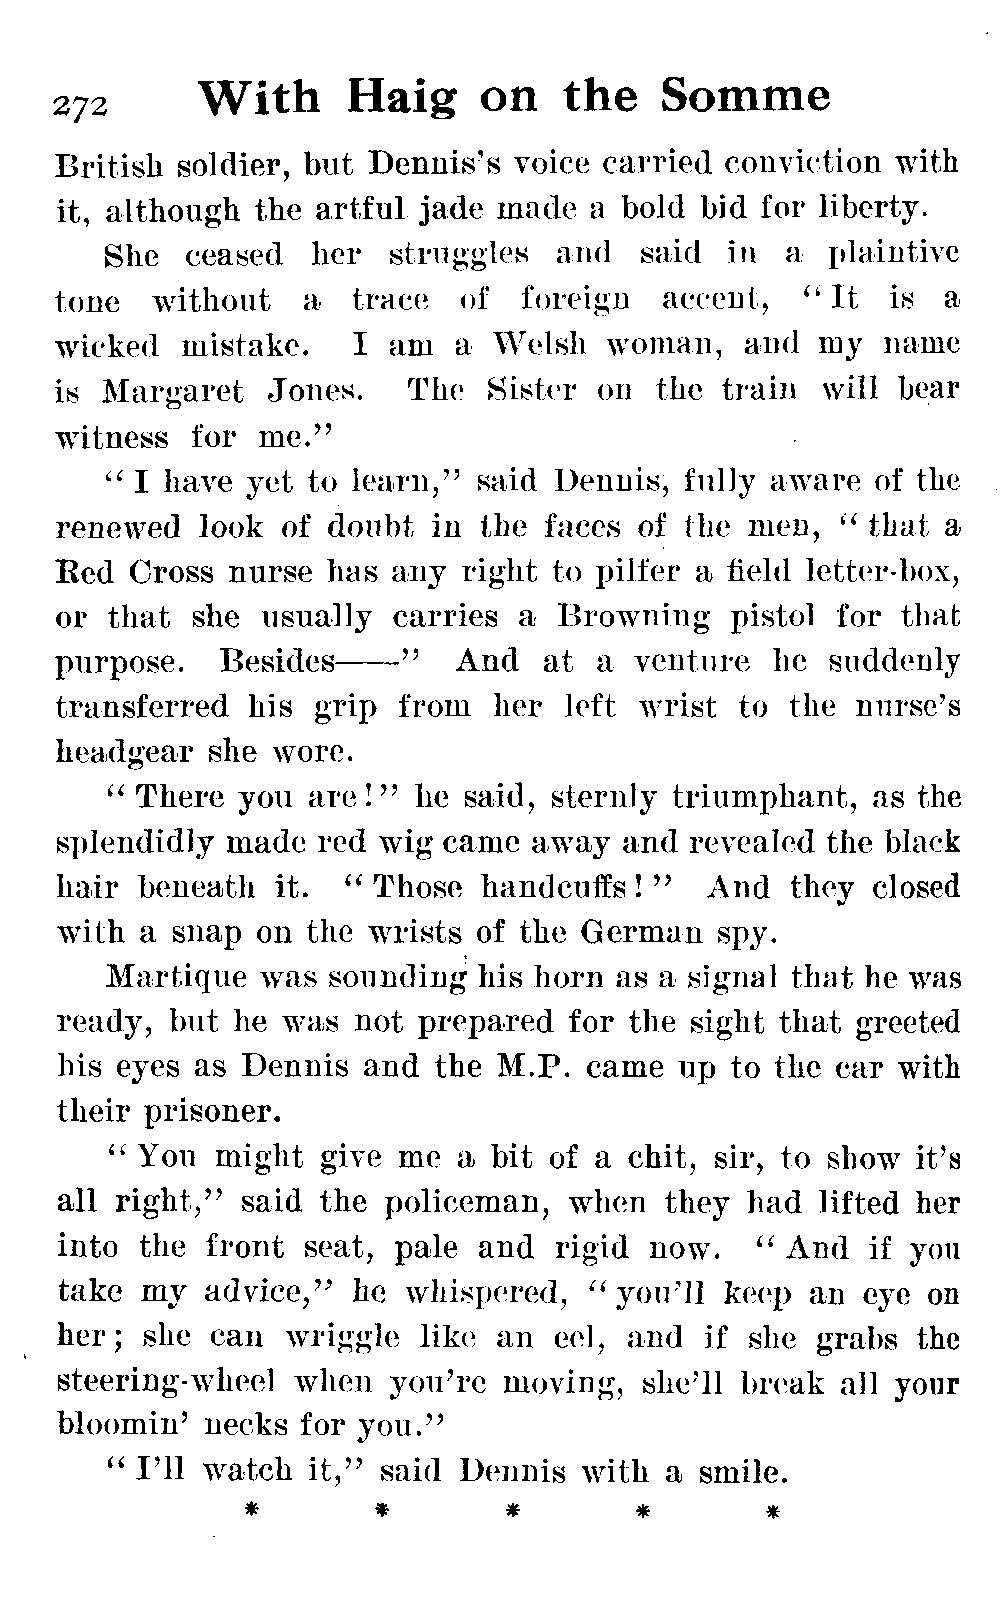 272 With Haig on the Somme
British soldier, but Dennis's voice carried conviction with
it, although the artful jade made a bold bid for liberty.
She ceased her struggles and said in a plaintive
tone without a trace of foreign accent, “ It is a
wicked mistake. I am a Welsh woman, and my name
is Margaret Jones. The Sister on the train will bear
witness for me.”
“ I have yet to learn,” said Dennis, fully aware of the
renewed look of doubt in the faces of the men, “ that a
Red Cross nurse has any right to pilfer a field letter-box,
or that she usually carries a Browning pistol for that
purpose. Besides——” And at a venture he suddenly
transferred his grip from her left wrist to the nurse's
headgear she wore.
“ There you are!” he said, sternly triumphant, as the
splendidly made red wig came away and revealed the black
hair beneath it. “ Those handcuffs! ” And they closed
with a snap on the wrists of the German spy.
Martique was sounding his horn as a signal that he was
ready, but he was not prepared for the sight that greeted
his eyes as Dennis and the M.P. came up to the car with
their prisoner.
“ You might give me a bit of a chit, sir, to show it's
all right,” said the policeman, when they had lifted her
into the front seat, pale and rigid now. “ And if you
take my advice,” he whispered, “ you'll keep an eye on
her; she can wriggle like an eel, and if she grabs the
steering-wheel when you're moving, she'll break all your
bloomin' necks for you.”
“ I'll watch it,” said Dennis with a smile.
* * * * *